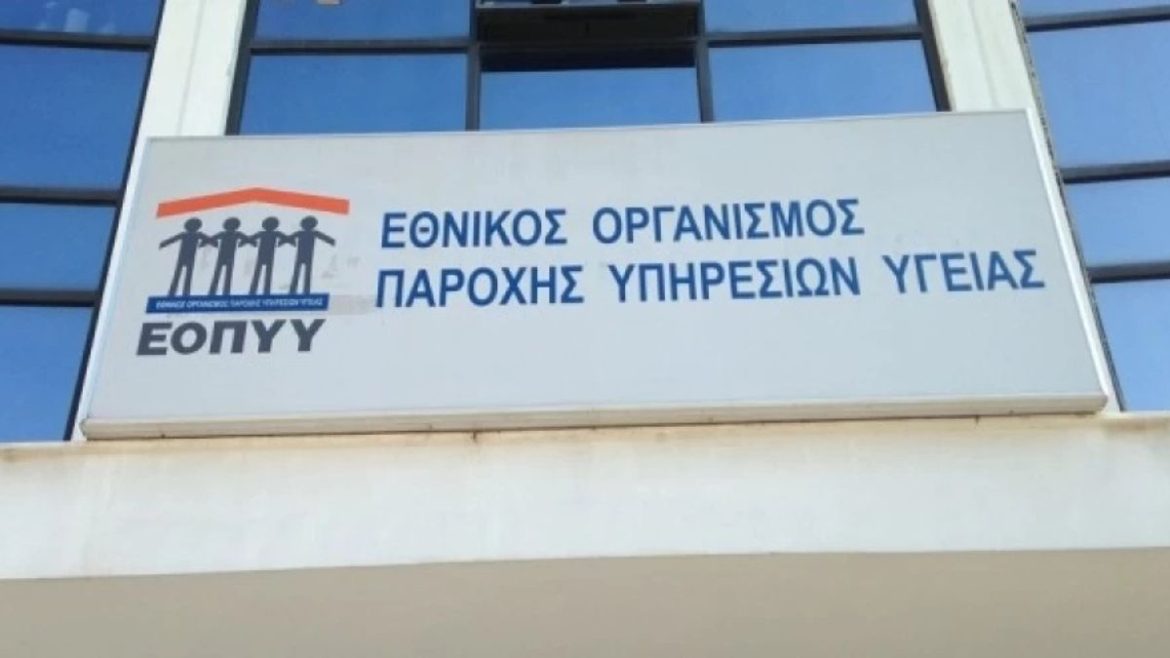 ΕΘΝΙΚΟΣ ΟΡΓΑΝΙΣΜΟΣ
ΠΑΡΟΧΗΣ ΥΠΗΡΕΣΙΩΝ ΥΓΕΙΑΣ
ΕΘΝΙΚΟΣ ΟΡΓΑΝΙΣΜΟΣ ΠΑΡΟΧΗΣ ΥΠΗΡΕΣΙΩΝ ΥΓΕΙΑΣ
ΕΟΠΥΥ